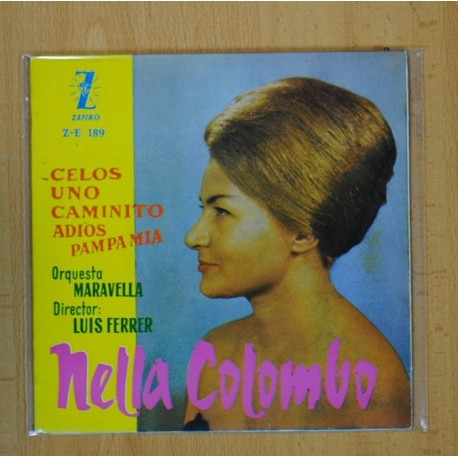 Z
ZAFIRO
Z-E 189
CELOS
UNO
CAMINITO
ADIOS
PAMPA MIA
Orquesta
MARAVELLA
Director:
LUIS FERRER
Nella Colombo